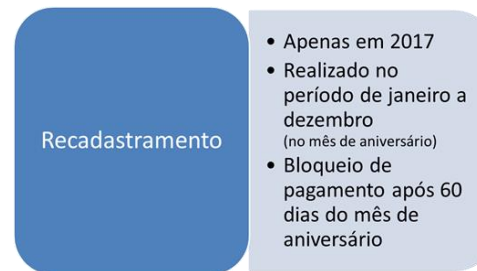 Recadastramento
• Apenas em 2017
• Realizado no
período de janeiro a
dezembro
(no mês de aniversário)
• Bloqueio de
pagamento após 60
dias do mês de
aniversário